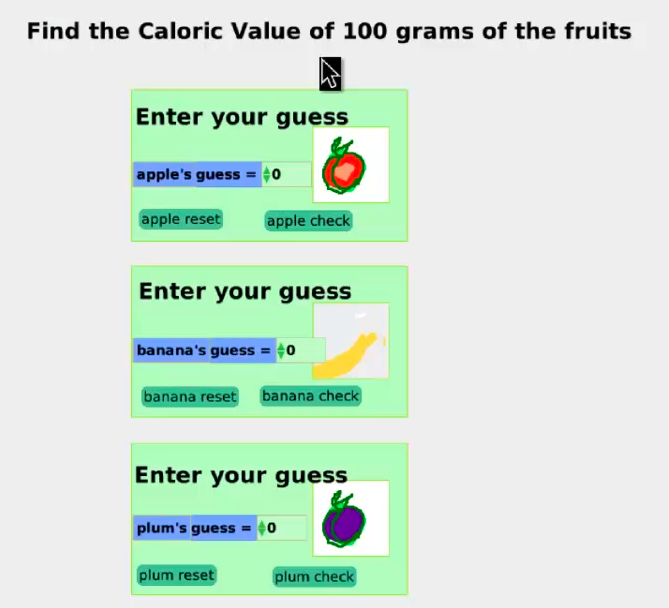 Find the Caloric Value of 100 grams of the fruits
Enter your guess
apple's guess = 0
apple reset apple check
Enter your guess
banana's guess = 0
banana reset banana check
Enter your guess
plum's guess = 0
plum reset plum check